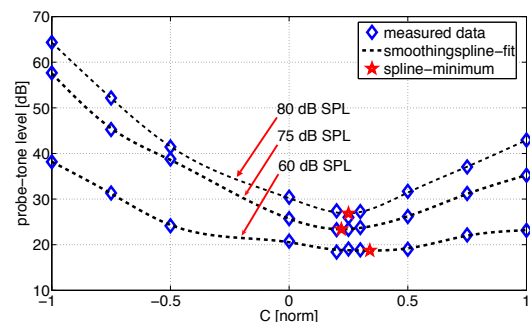 70
60
50
40
30
20
10
probe−tone level [dB]
measured data
smoothingspline−fit
spline−minimum
80 dB SPL
75 dB SPL
60 dB SPL
−1
−0.5
0
0.5
1
C [norm]